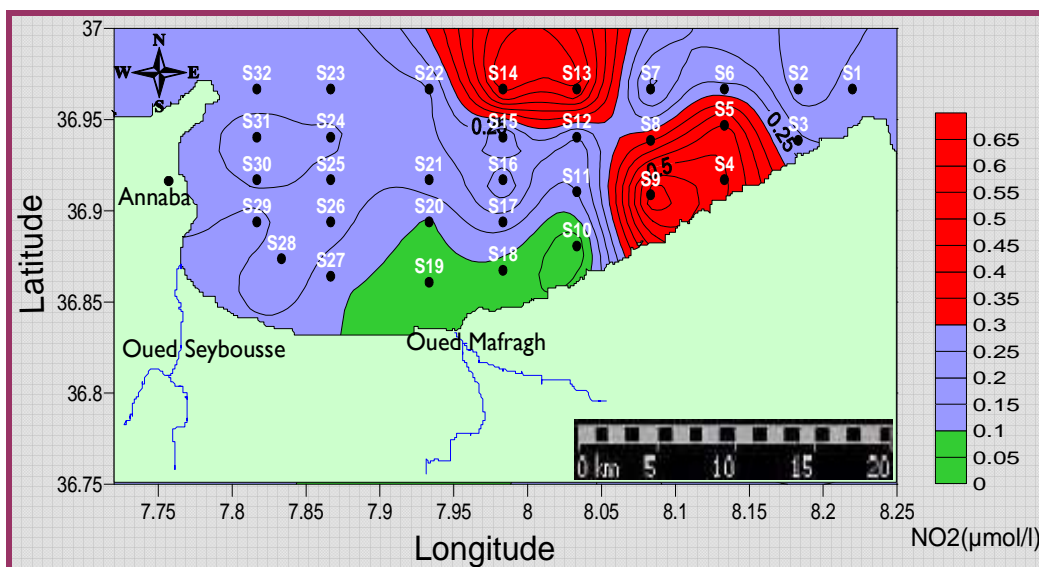 N
W E
S
37
36.95
36.9
36.85
36.8
36.75
Latitude
S32 S23 S22 S14 S13 S7 S6 S2 S1
S31 S24 S15 S12 S8 S5 S3
0.25
0.5
S30 S25 S21 S16 S11 S9 S4
S29 S26 S20 S17 S10
S28 S27 S19 S18
Annaba
Oued Seybousse
Oued Mafragh
0 km 5 10 15 20
7.75 7.8 7.85 7.9 7.95 8 8.05 8.1 8.15 8.2 8.25
Longitude
0.65
0.6
0.55
0.5
0.45
0.4
0.35
0.3
0.25
0.2
0.15
0.1
0.05
0
NO2(µmol/l)